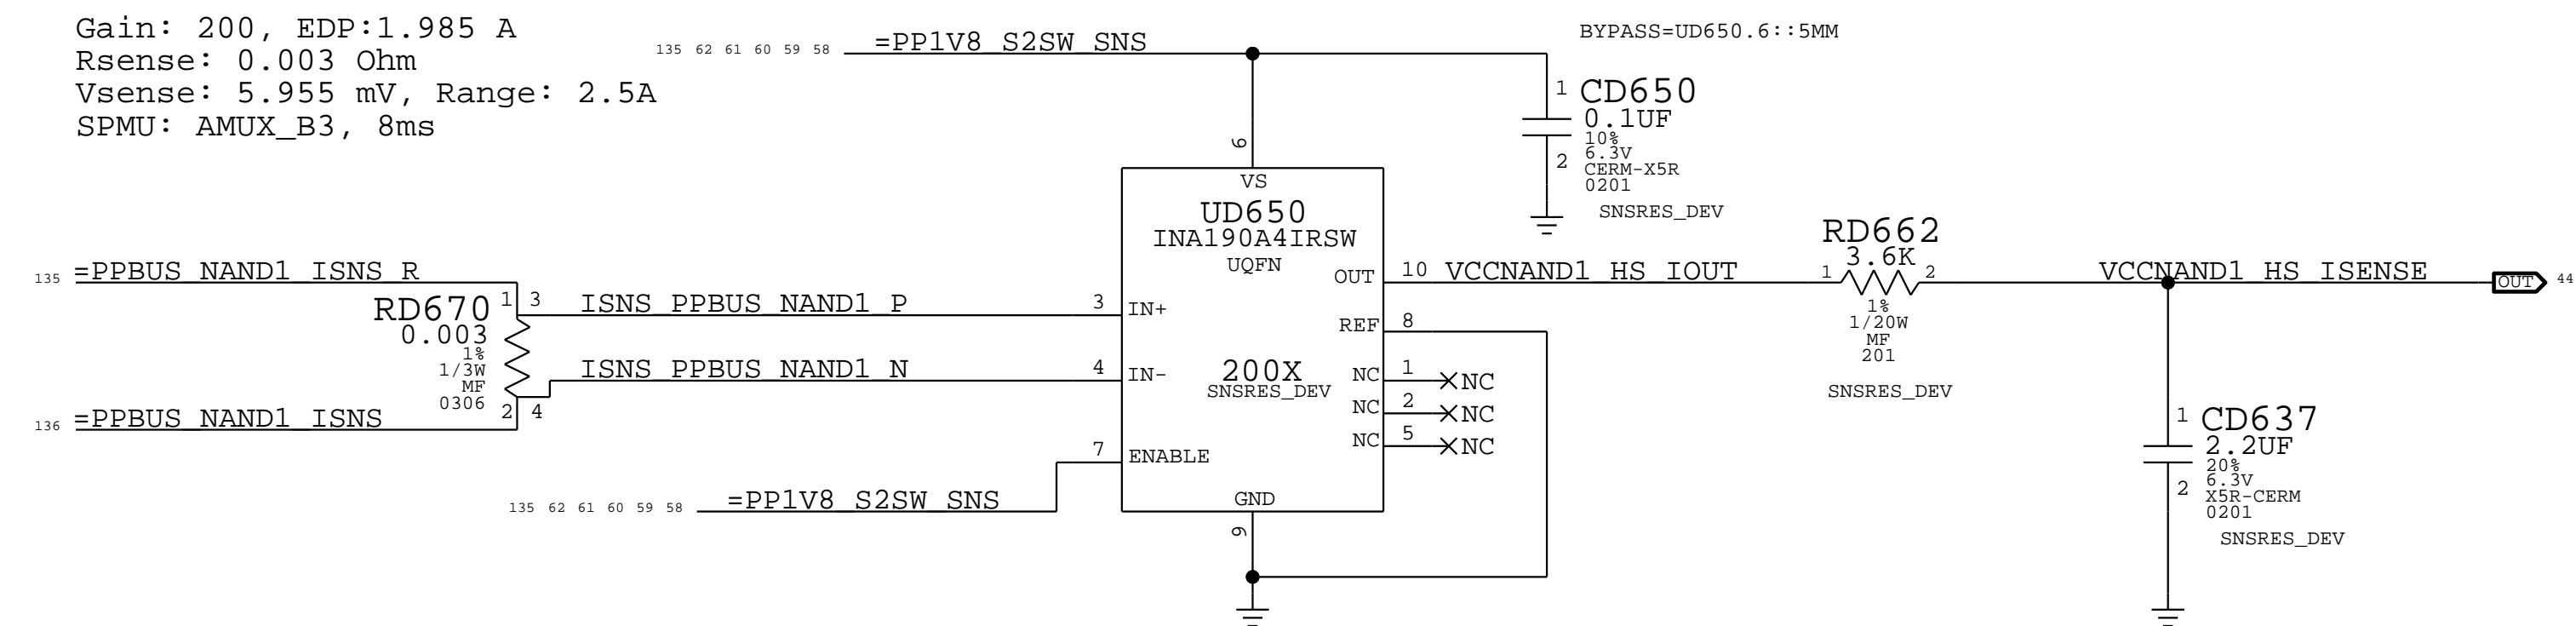 Gain: 200, EDP:1.985 A
Rsense: 0.003 Ohm
Vsense: 5.955 mV, Range: 2.5A
SPMU: AMUX_B3, 8ms
135 62 61 60 59 58 =PP1V8_S2SW_SNS
BYPASS=UD650.6::5MM
1 CD650
0.1UF
10%
6.3V
2
CERM-X5R
0201
SNSRES_DEV
6
VS
UD650
INA190A4IRSW
UQFN
OUT 10 VCCNAND1_HS_IOUT
RD662
3.6K
1 2
1%
1/20W
MF
201
SNSRES_DEV
VCCNAND1_HS_ISENSE OUT 44
135 =PPBUS_NAND1_ISNS_R
RD670 1 3
0.003
1%
1/3W
MF
0306 2 4
136 =PPBUS_NAND1_ISNS
ISNS_PPBUS_NAND1_P 3 IN+
ISNS_PPBUS_NAND1_N 4 IN-
REF 8
200X
SNSRES_DEV
NC 1 NC
NC 2 NC
NC 5 NC
7 ENABLE
135 62 61 60 59 58 =PP1V8_S2SW_SNS
GND
9
1 CD637
2.2UF
20%
6.3V
2 X5R-CERM
0201
SNSRES_DEV